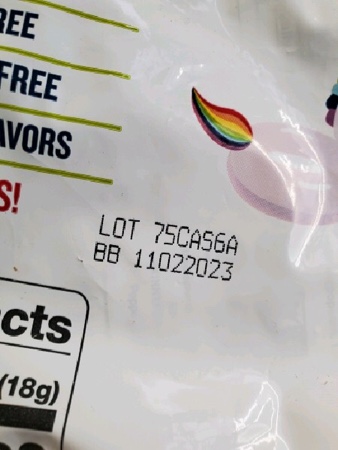 REE
FREE
AVORS
S!
LOT 75CA56A
BB 11022023
cts
(18g)